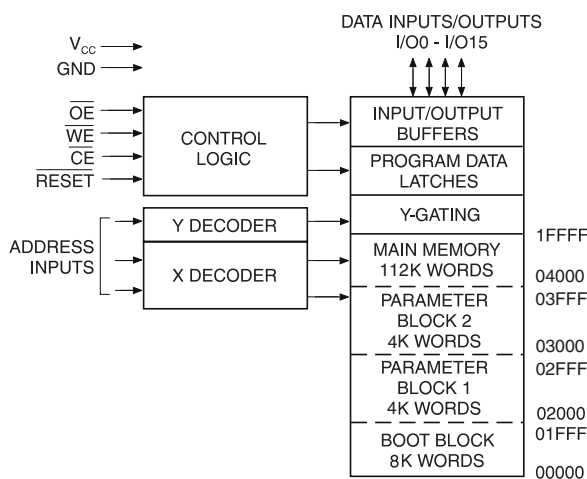 DATA INPUTS/OUTPUTS
I/O0 - I/O15
VCC
GND
OE
WE
CE
RESET
CONTROL
LOGIC
INPUT/OUTPUT
BUFFERS
PROGRAM DATA
LATCHES
ADDRESS
INPUTS
Y DECODER
X DECODER
Y-GATING
1FFFF
MAIN MEMORY
112K WORDS
04000
PARAMETER
BLOCK 2
4K WORDS
03FFF
03000
PARAMETER
BLOCK 1
4K WORDS
02FFF
02000
BOOT BLOCK
8K WORDS
01FFF
00000